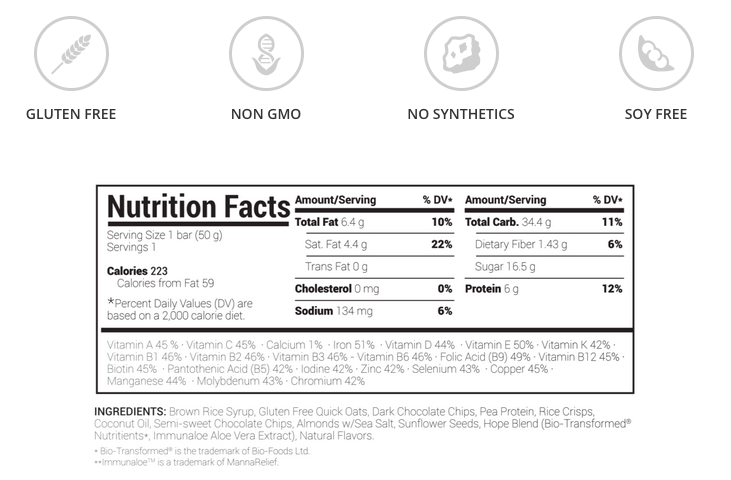 GLUTEN FREE
NON GMO
NO SYNTHETICS
SOY FREE
Nutrition Facts
Serving Size 1 bar (50 g)
Servings 1
Calories 223
Calories from Fat 59
*Percent Daily Values (DV) are
based on a 2,000 calorie diet.
Amount/Serving % DV*
Total Fat 6.4 g 10%
Sat. Fat 4.4 g 22%
Trans Fat 0 g
Cholesterol 0 mg 0%
Sodium 134 mg 6%
Amount/Serving % DV*
Total Carb. 34.4 g 11%
Dietary Fiber 1.43 g 6%
Sugar 16.5 g
Protein 6 g 12%
Vitamin A 45 % · Vitamin C 45% · Calcium 1% · Iron 51% · Vitamin D 44% · Vitamin E 50% · Vitamin K 42% ·
Vitamin B1 46% · Vitamin B2 46% · Vitamin B3 46% - Vitamin B6 46% · Folic Acid (B9) 49% · Vitamin B12 45% ·
Biotin 45% · Pantothenic Acid (B5) 42% · Iodine 42% · Zinc 42% · Selenium 43% · Copper 45% ·
Manganese 44% · Molybdenum 43% · Chromium 42%
INGREDIENTS: Brown Rice Syrup, Gluten Free Quick Oats, Dark Chocolate Chips, Pea Protein, Rice Crisps,
Coconut Oil, Semi-sweet Chocolate Chips, Almonds w/Sea Salt, Sunflower Seeds, Hope Blend (Bio-Transformed®
Nutritients*, Immunaloe Aloe Vera Extract), Natural Flavors.
* Bio-Transformed® is the trademark of Bio-Foods Ltd.
**Immunaloe™ is a trademark of MannaRelief.